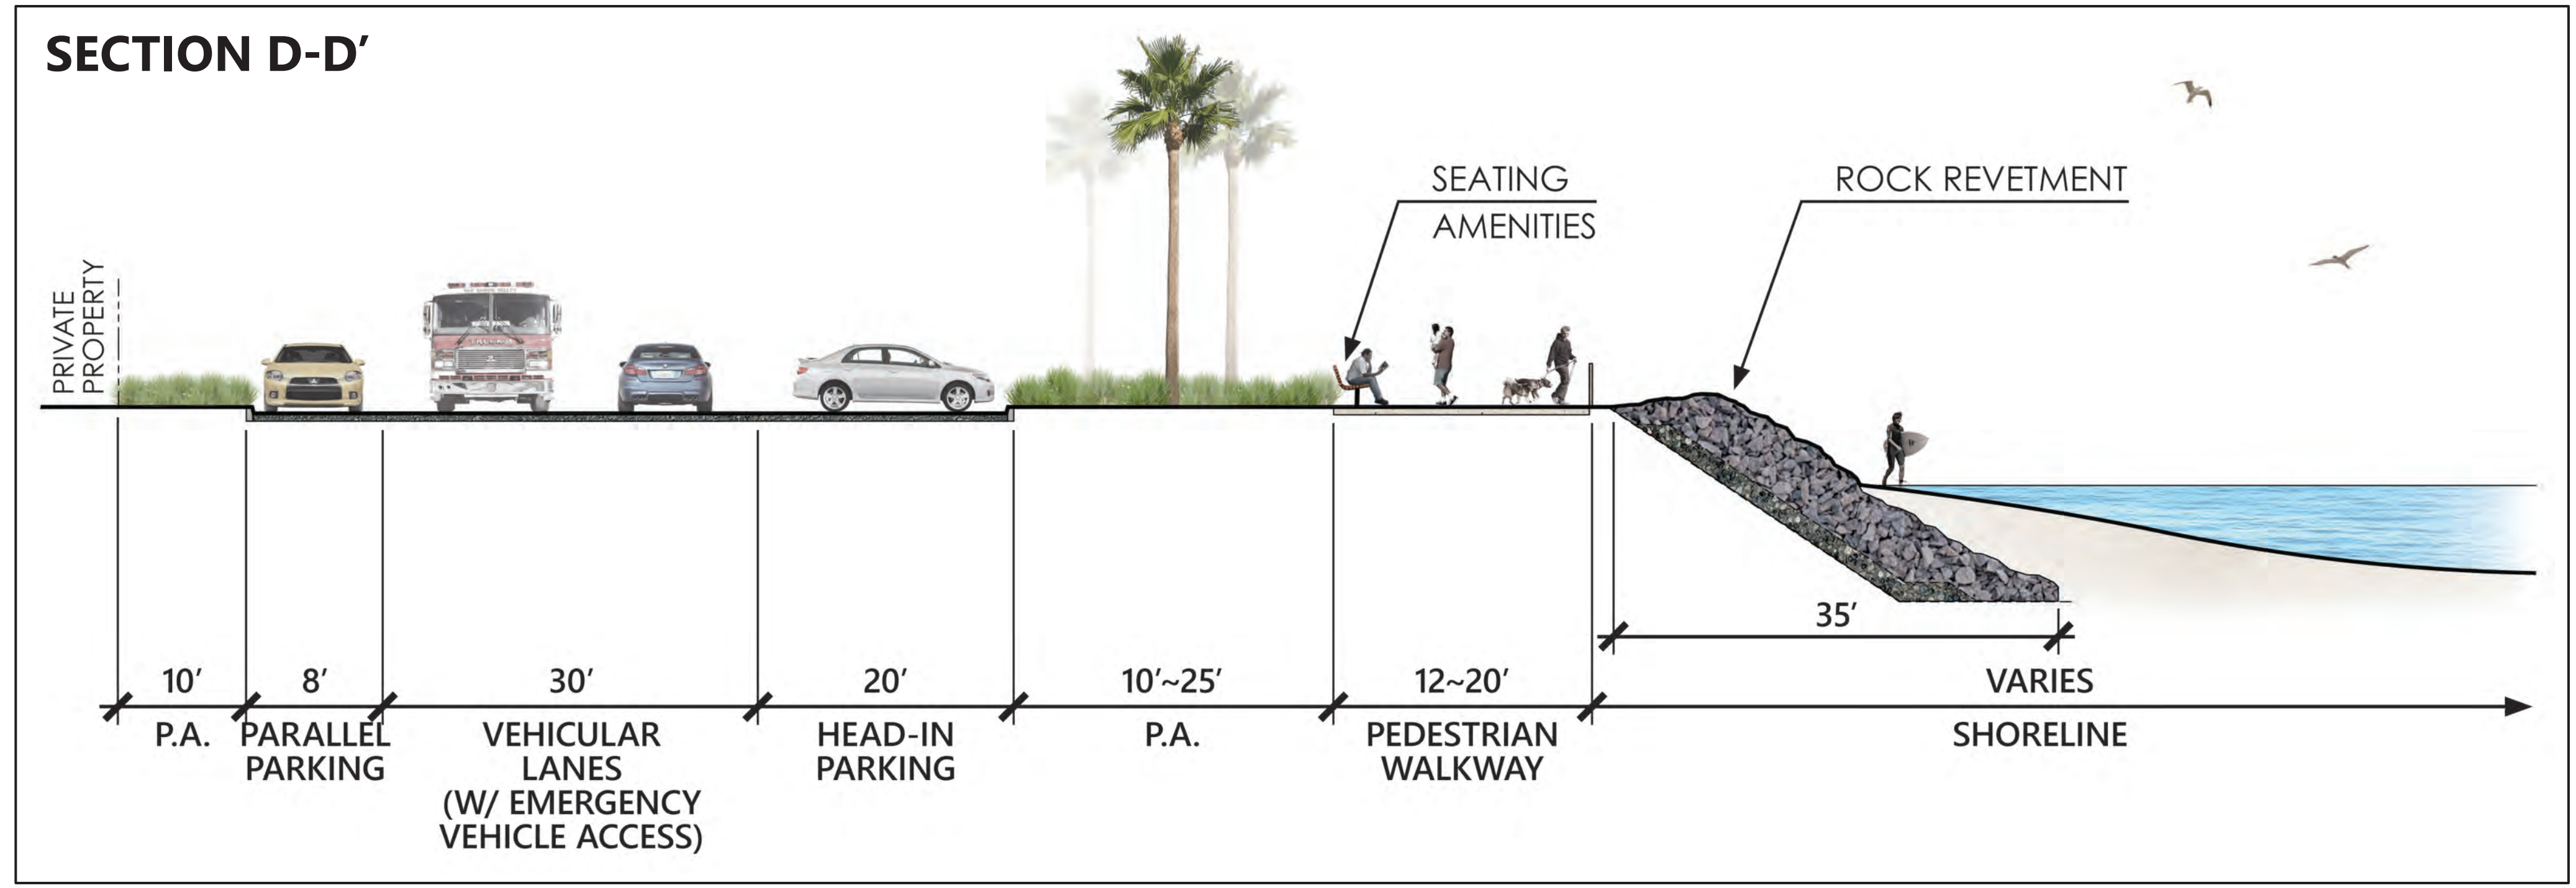 SECTION D-D’
SEATING
AMENITIES
ROCK REVETMENT
PRIVATE
PROPERTY
35’
10’
8’
30’
20’
10’~25’
12~20’
VARIES
P.A.
PARALLEL
PARKING
VEHICULAR
LANES
(W/ EMERGENCY
VEHICLE ACCESS)
HEAD-IN
PARKING
P.A.
PEDESTRIAN
WALKWAY
SHORELINE